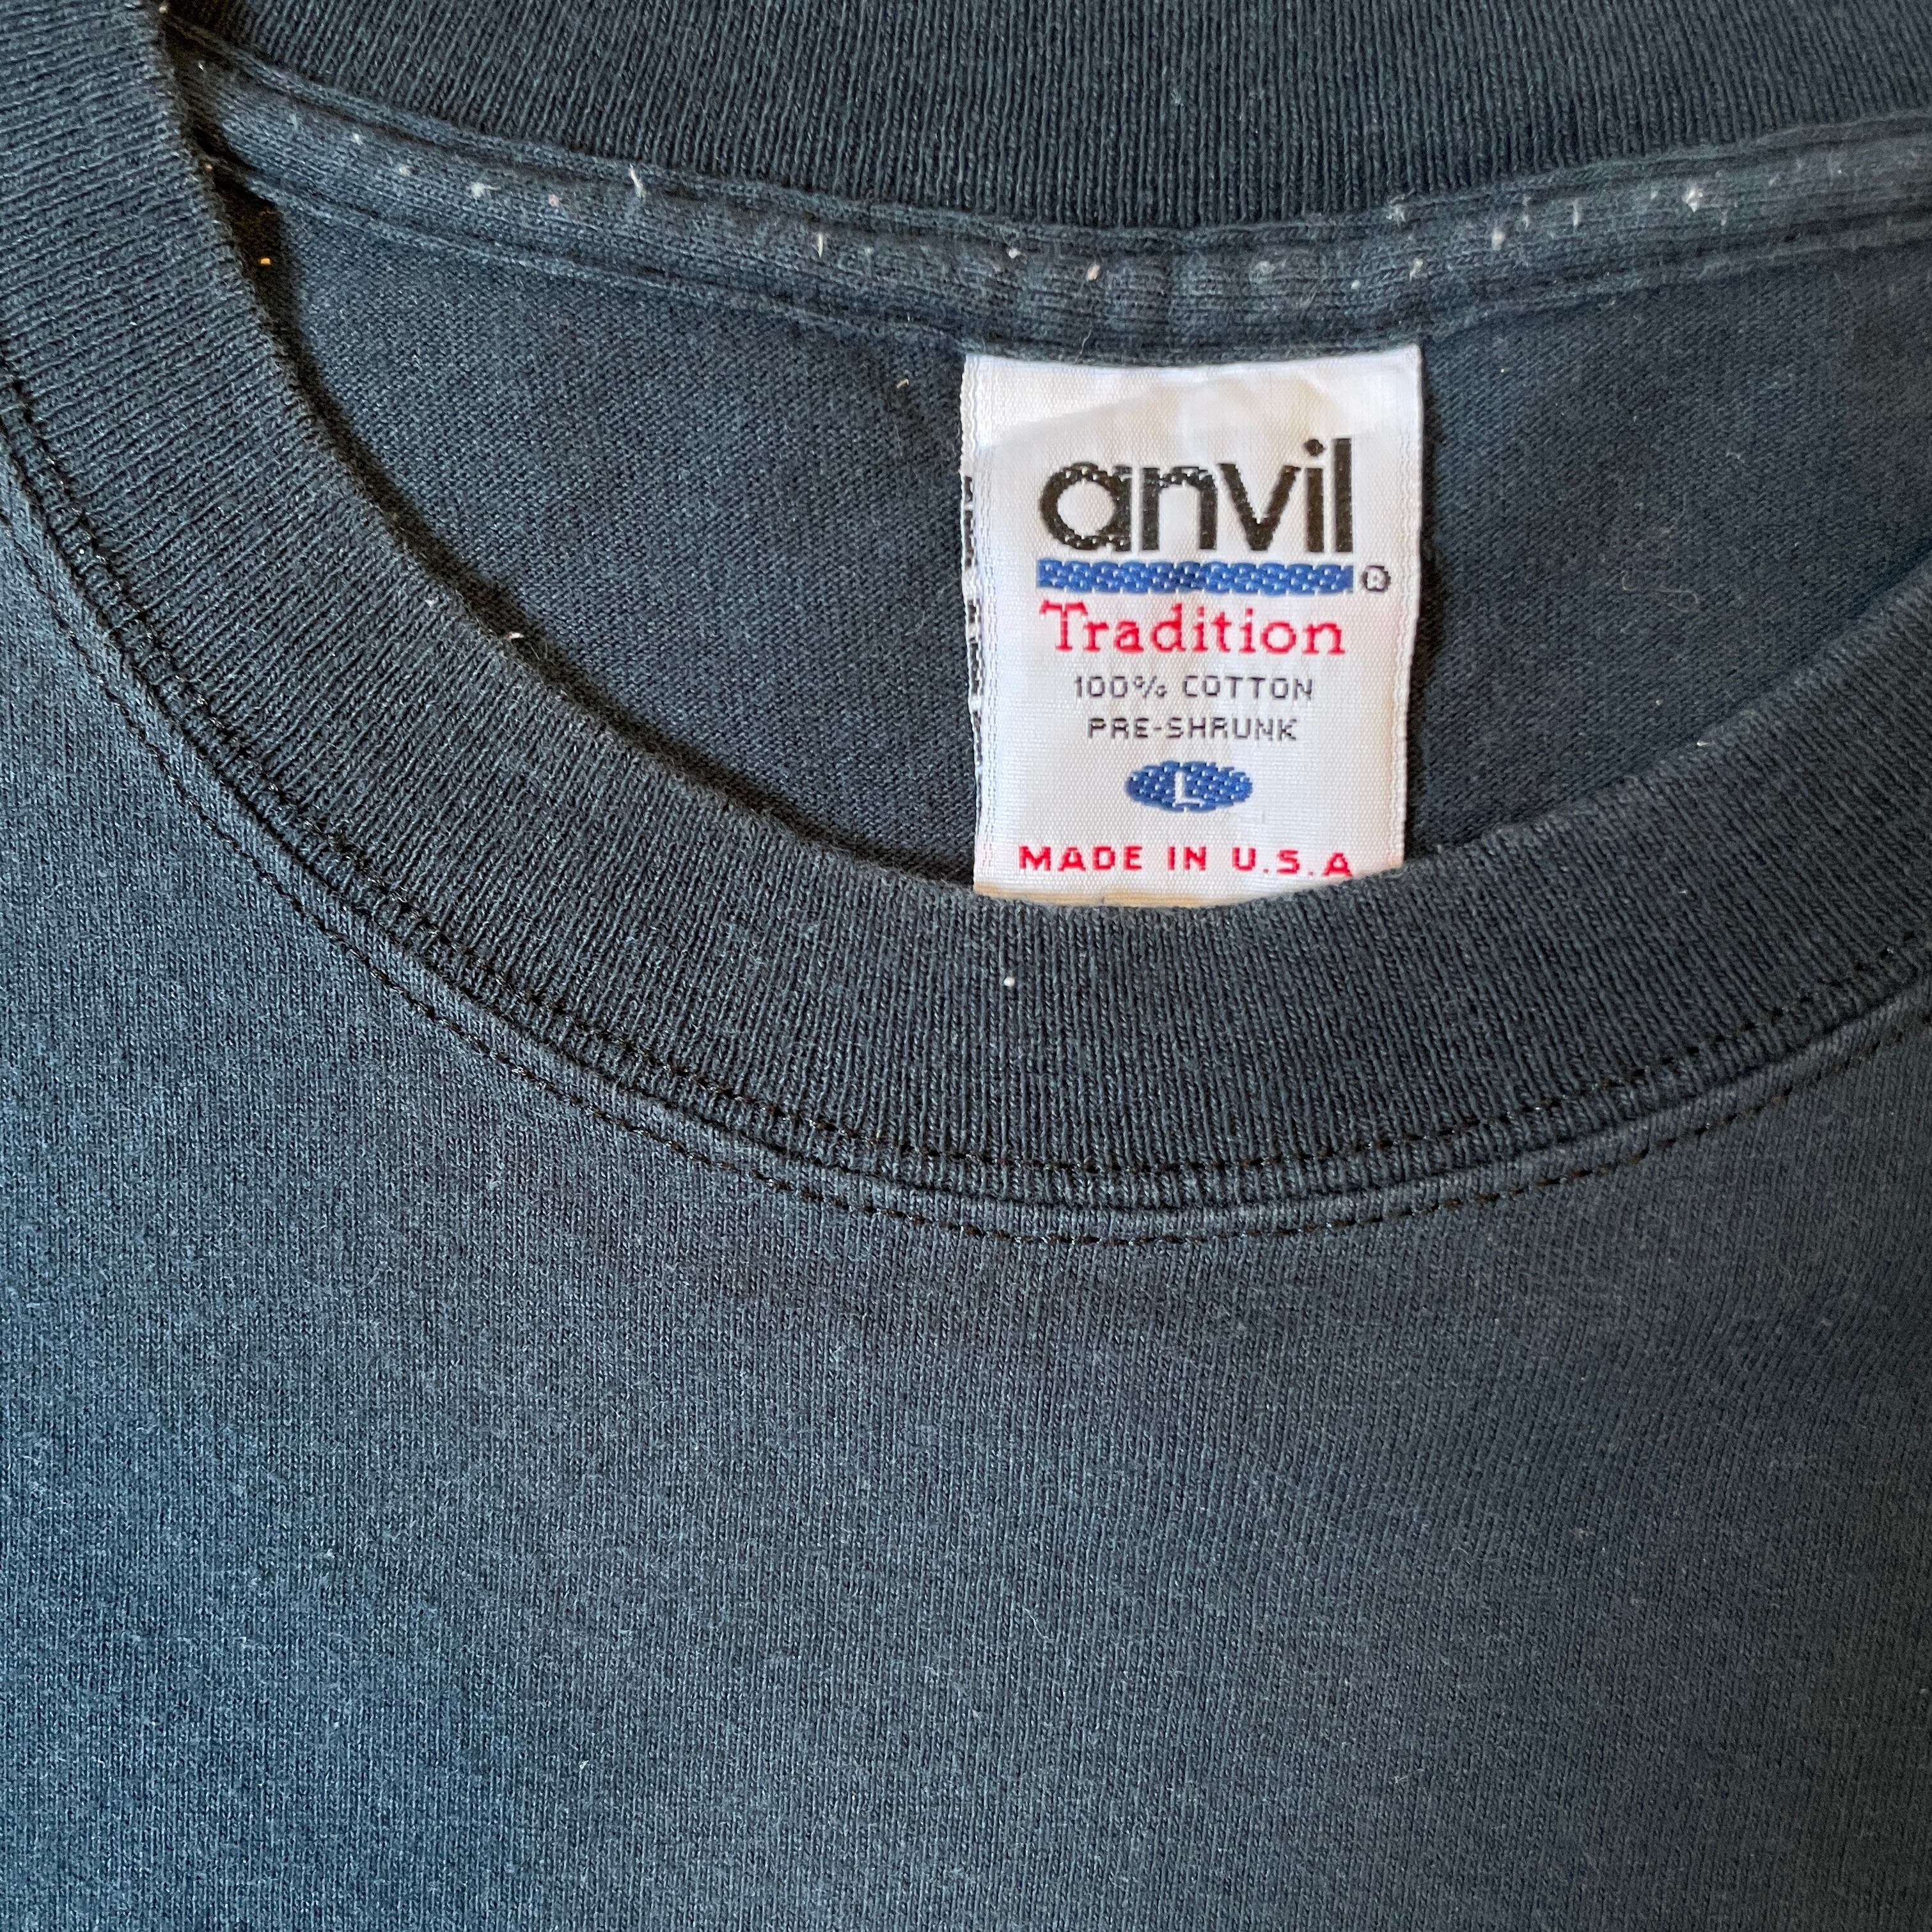 anvil
®
Tradition
100% COTTON
PRE-SHRUNK
L
MADE IN U.S.A